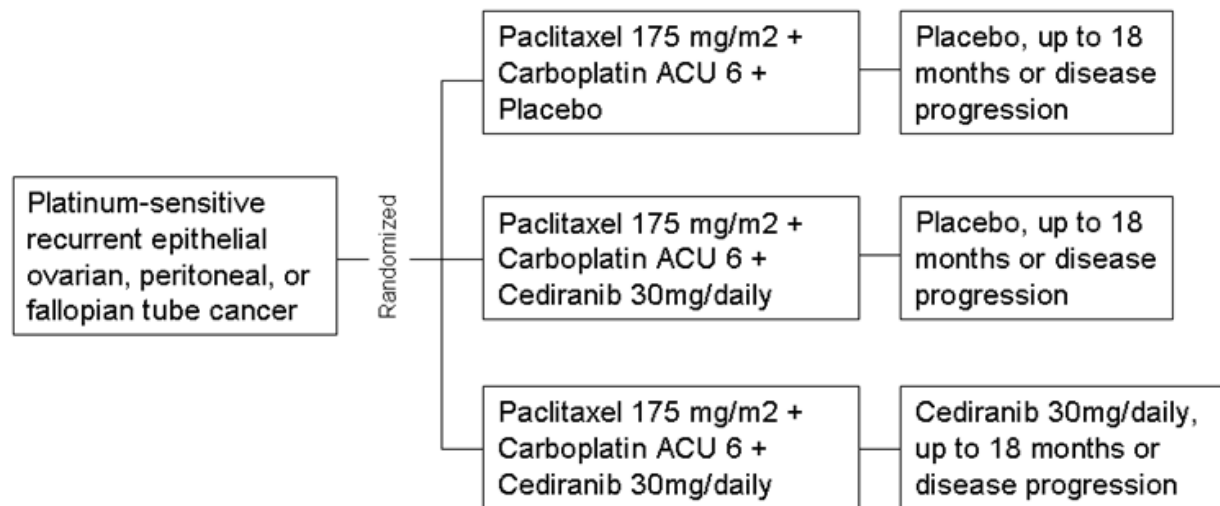 Platinum-sensitive
recurrent epithelial
ovarian, peritoneal, or
fallopian tube cancer
Randomized
Paclitaxel 175 mg/m2 +
Carboplatin ACU 6 +
Placebo
Placebo, up to 18
months or disease
progression
Paclitaxel 175 mg/m2 +
Carboplatin ACU 6 +
Cediranib 30mg/daily
Placebo, up to 18
months or disease
progression
Paclitaxel 175 mg/m2 +
Carboplatin ACU 6 +
Cediranib 30mg/daily
Cediranib 30mg/daily,
up to 18 months or
disease progression